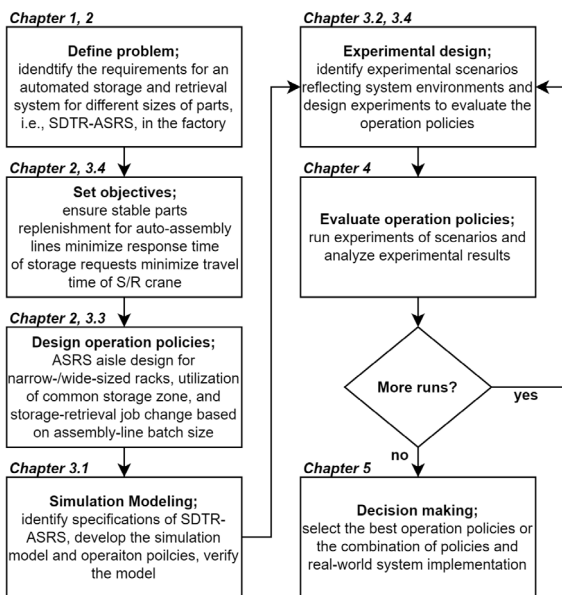 Chapter 1, 2
Define problem;
idendtify the requirements for an
automated storage and retrieval
system for different sizes of parts,
i.e., SDTR-ASRS, in the factory
Chapter 2, 3.4
Set objectives;
ensure stable parts
replenishment for auto-assembly
lines minimize response time
of storage requests minimize travel
time of S/R crane
Chapter 2, 3.3
Design operation policies;
ASRS aisle design for
narrow-/wide-sized racks, utilization
of common storage zone, and
storage-retrieval job change based
on assembly-line batch size
Chapter 3.1
Simulation Modeling;
identify specifications of SDTR-
ASRS, develop the simulation
model and operaiton poilcies, verify
the model
Chapter 3.2, 3.4
Experimental design;
identify experimental scenarios
reflecting system environments and
design experiments to evaluate the
operation policies
Chapter 4
Evaluate operation policies;
run experiments of scenarios and
analyze experimental results
More runs?
yes
no
Chapter 5
Decision making;
select the best operation policies or
the combination of policies and
real-world system implementation